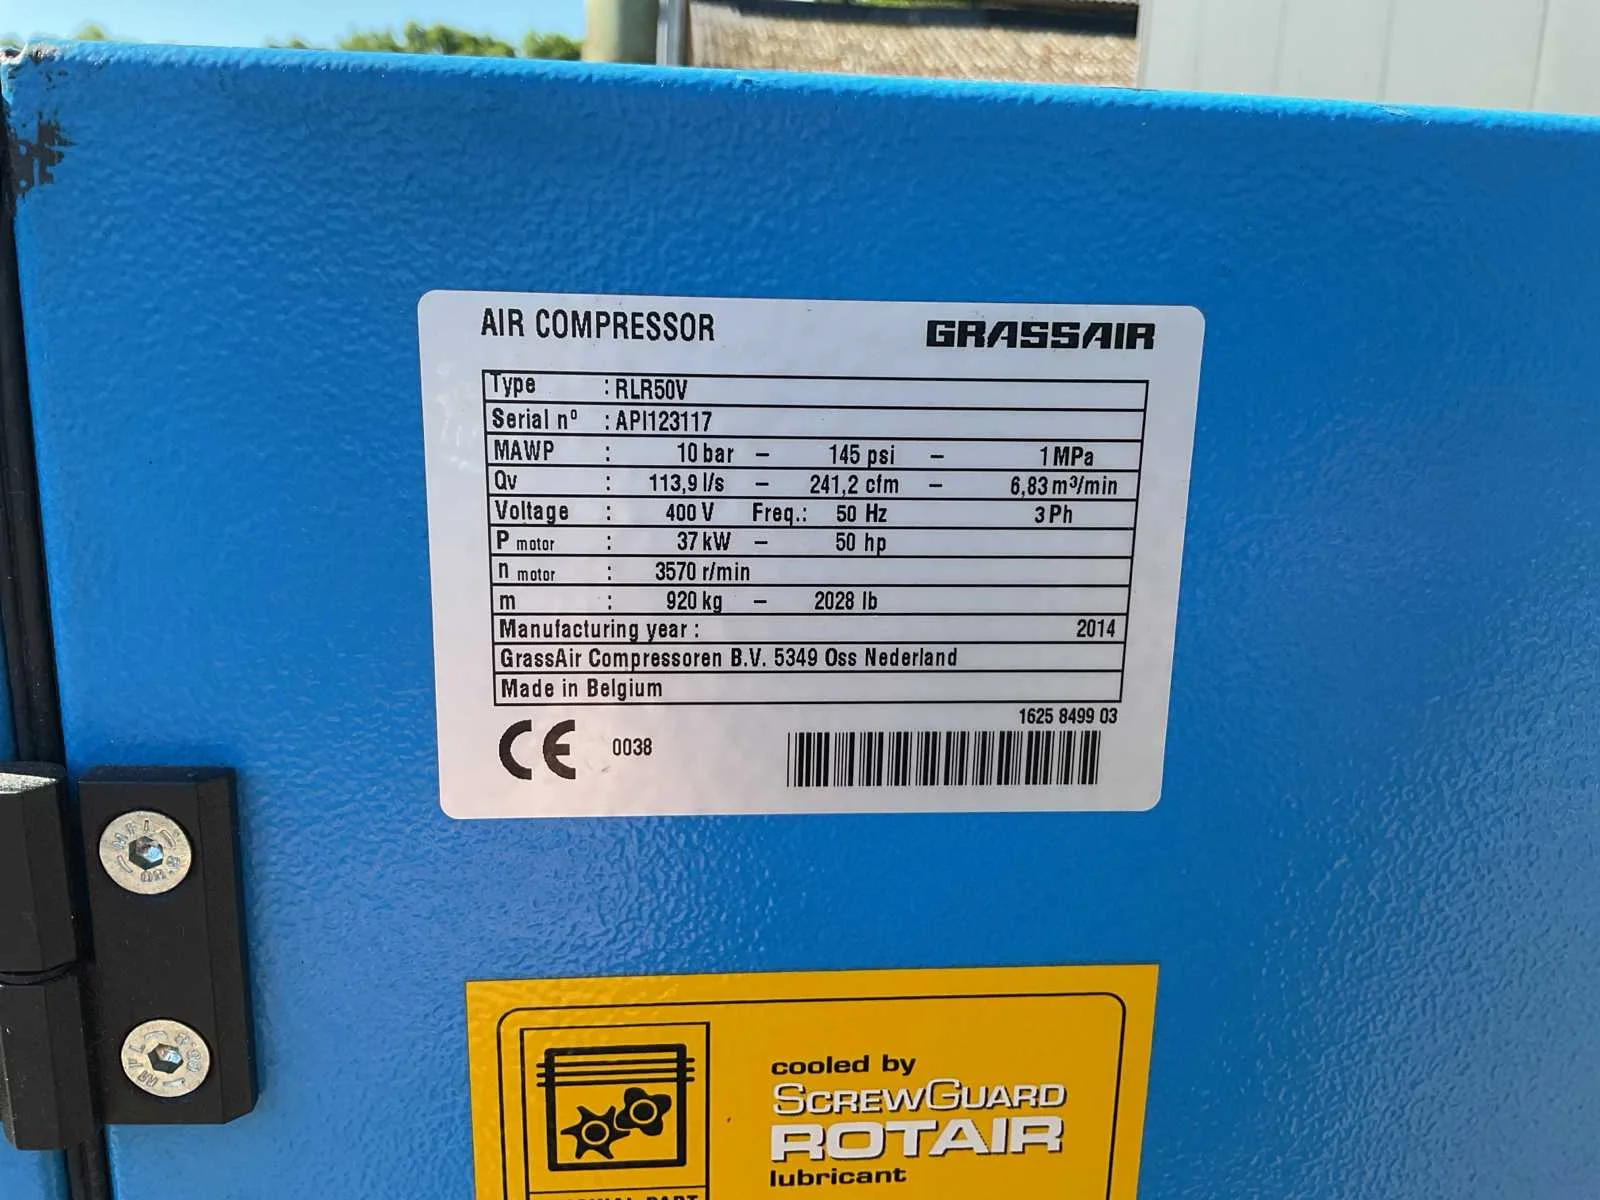 AIR COMPRESSOR GRASSAIR
Type : RLR50V
Serial nº : API123117
MAWP : 10 bar – 145 psi – 1 MPa
Qv : 113,9 l/s – 241,2 cfm – 6,83 m³/min
Voltage : 400 V Freq.: 50 Hz 3 Ph
P motor : 37 kW – 50 hp
n motor : 3570 r/min
m : 920 kg – 2028 lb
Manufacturing year : 2014
GrassAir Compressoren B.V. 5349 Oss Nederland
Made in Belgium
1625 8499 03
CE 0038
cooled by
SCREWGUARD
ROTAIR
lubricant
PART